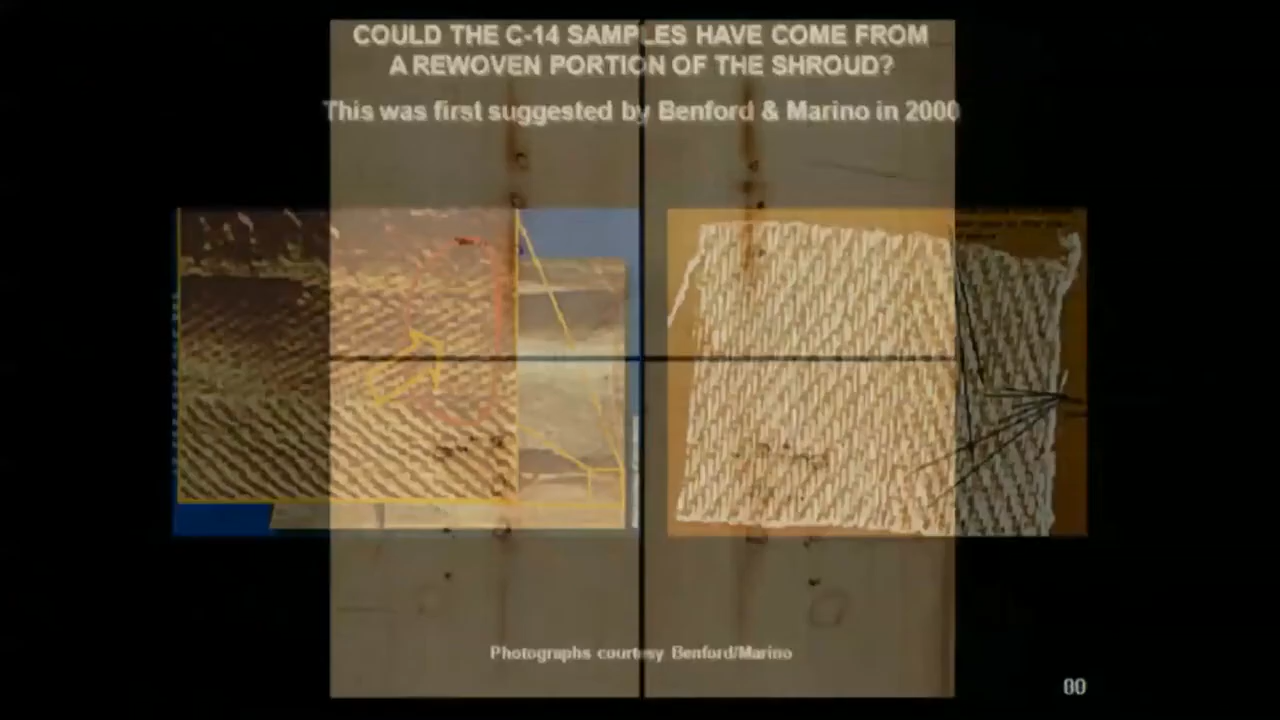 COULD THE C-14 SAMPLES HAVE COME FROM
A REWOVEN PORTION OF THE SHROUD?
This was first suggested by Benford & Marino in 2000
Photographs courtesy Benford/Marino
80